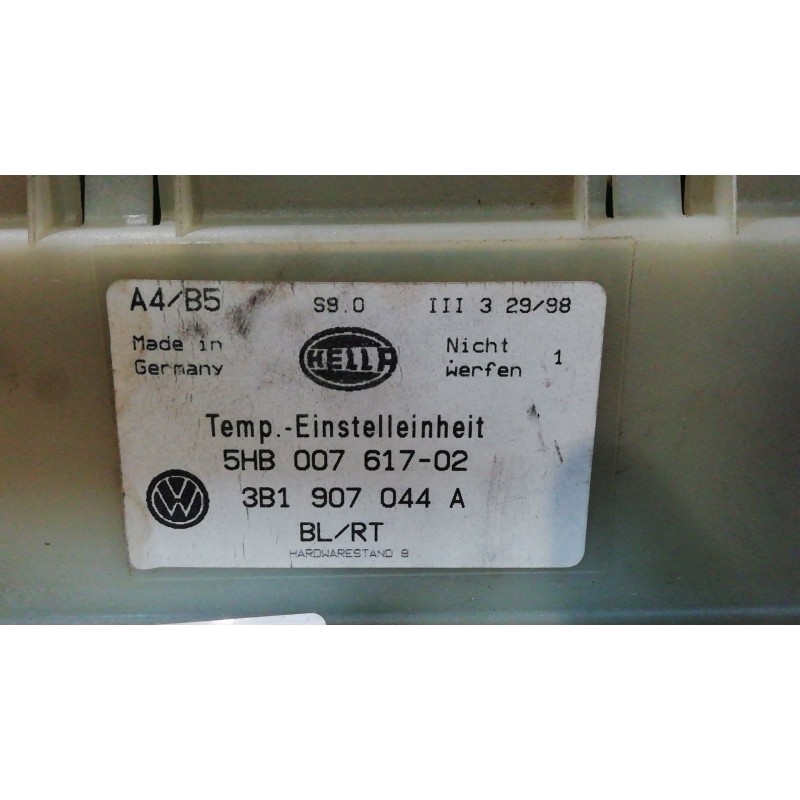 A4/B5 S9.0 III 3 29/98
Made in Germany
HELLA
Nicht werfen 1
Temp.-Einstelleinheit
5HB 007 617-02
VW 3B1 907 044 A
BL/RT
HARDWARESTAND 8